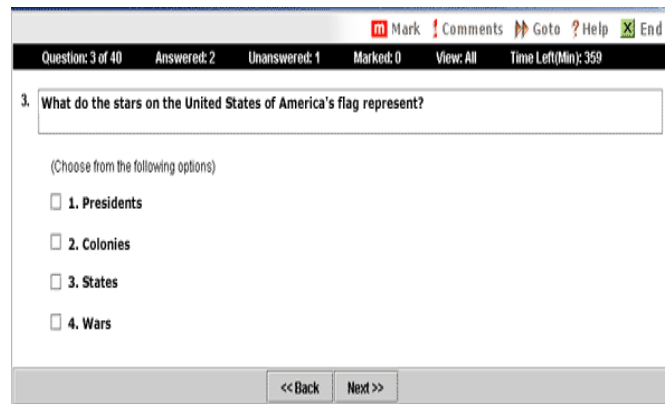 m Mark ! Comments Goto ? Help X End
Question: 3 of 40 Answered: 2 Unanswered: 1 Marked: 0 View: All Time Left(Min): 359
3. What do the stars on the United States of America's flag represent?
(Choose from the following options)
1. Presidents
2. Colonies
3. States
4. Wars
<< Back Next >>